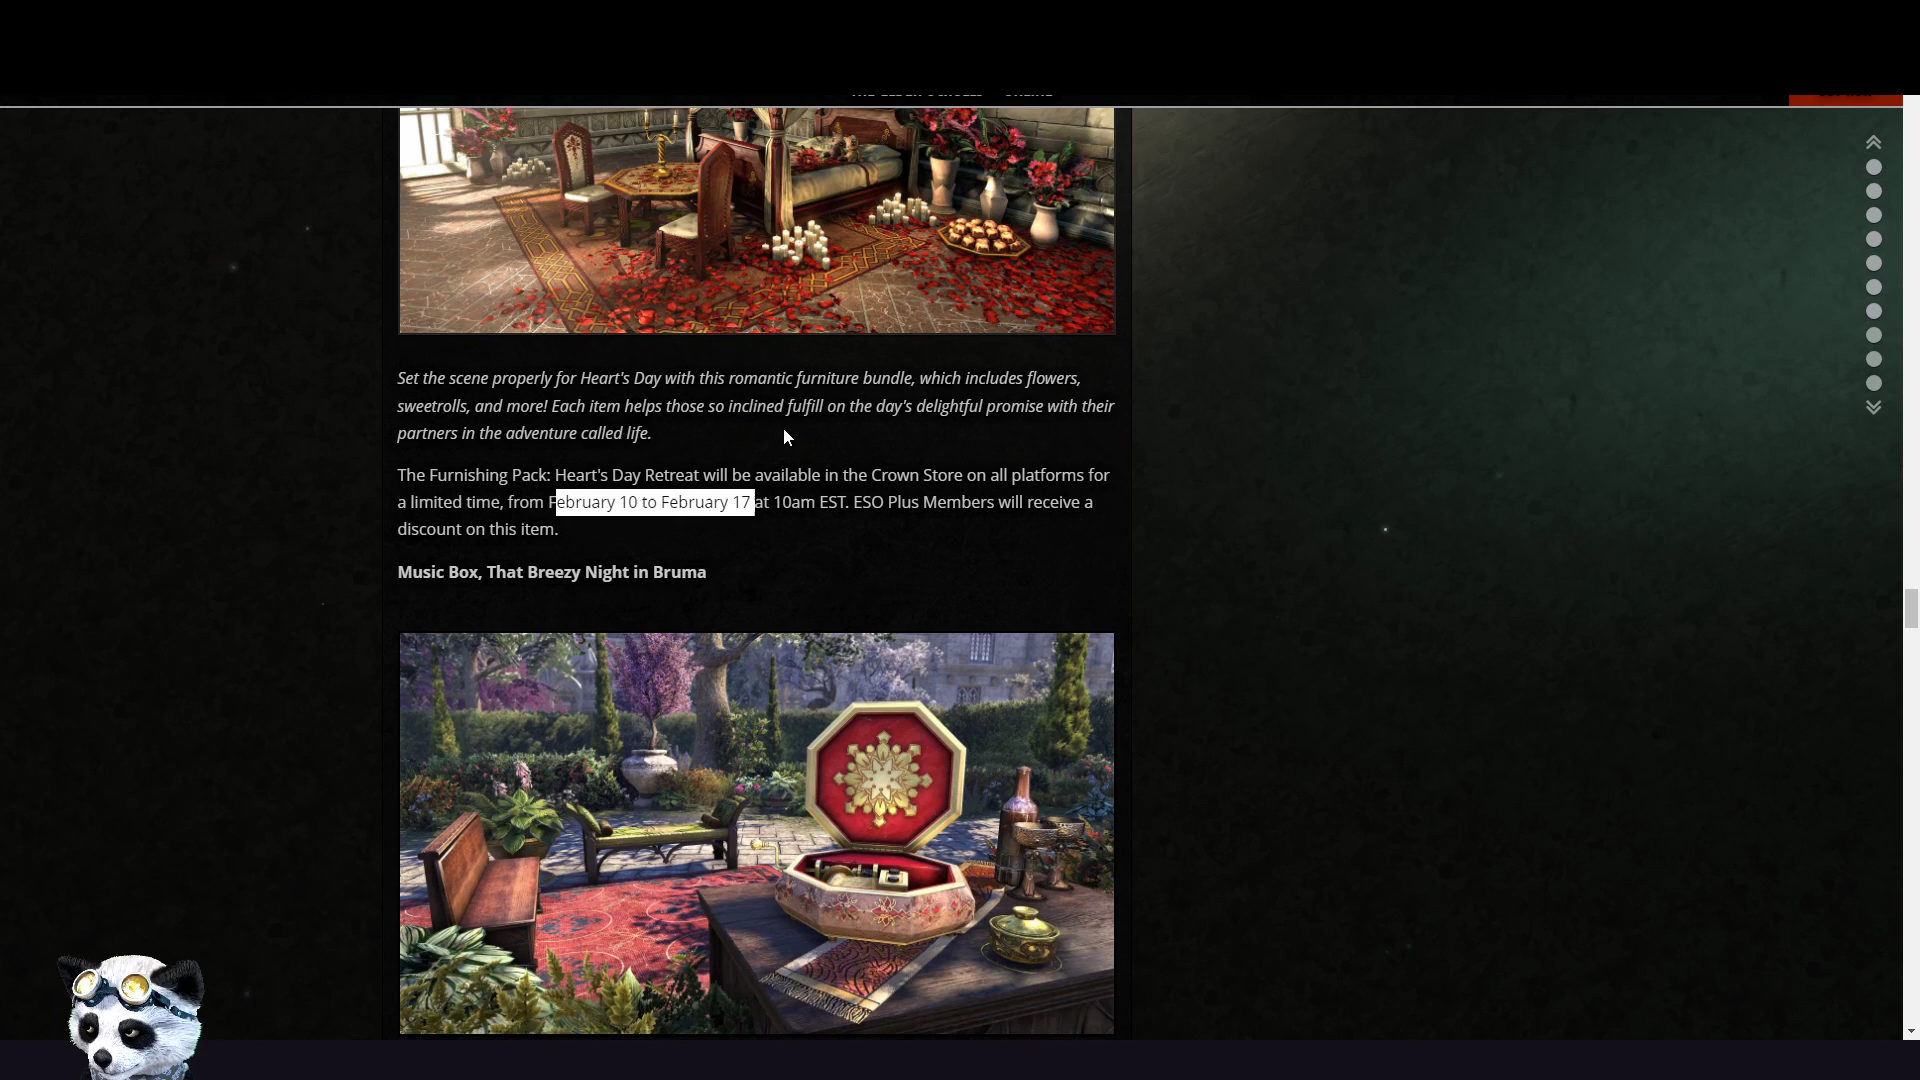 Set the scene properly for Heart's Day with this romantic furniture bundle, which includes flowers,
sweetrolls, and more! Each item helps those so inclined fulfill on the day's delightful promise with their
partners in the adventure called life.
The Furnishing Pack: Heart's Day Retreat will be available in the Crown Store on all platforms for
a limited time, from February 10 to February 17 at 10am EST. ESO Plus Members will receive a
discount on this item.
Music Box, That Breezy Night in Bruma